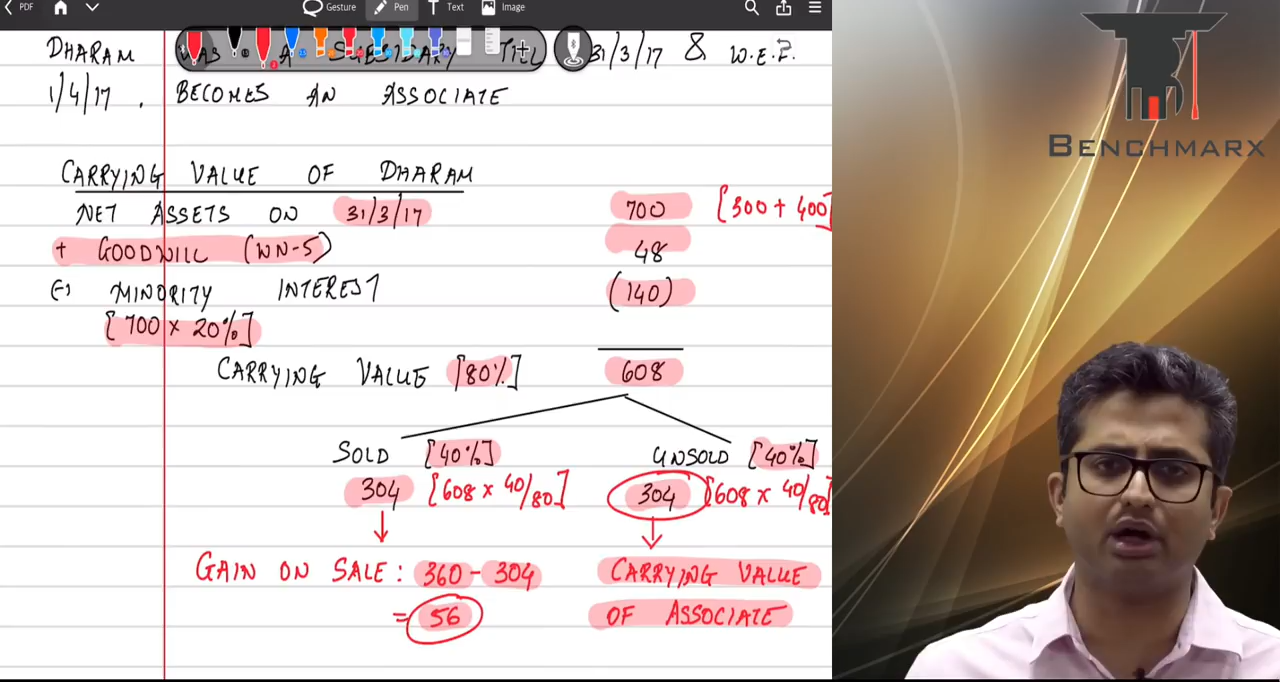 PDF
Gesture
Pen
Text
Image
DHARAM WAS A SUBSIDARY TILL 31/3/17 & W.E.F.
1/4/17 . BECOMES AN ASSOCIATE
CARRYING VALUE OF DHARAM
NET ASSETS ON 31/3/17 700 [300 + 400]
+ GOODWILL (WN-5) 48
(-) MINORITY INTEREST (140)
[700 x 20%]
CARRYING VALUE [80%] 608
SOLD [40%] UNSOLD [40%]
304 [608 x 40/80] 304 [608 x 40/80]
GAIN ON SALE : 360 - 304 CARRYING VALUE
= 56 OF ASSOCIATE
BENCHMARX